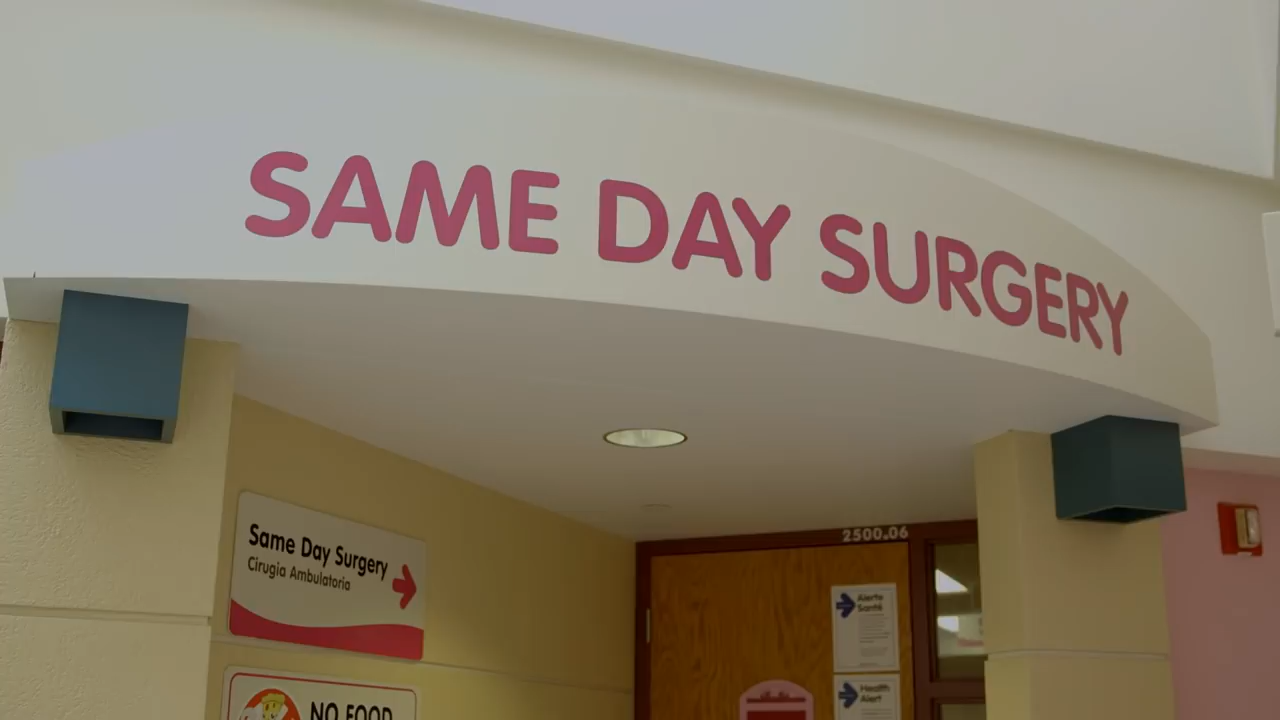 SAME DAY SURGERY
2500.06
Same Day Surgery
Cirugia Ambulatoria
Alerte
Santé
Health
Alert
NO FOOD